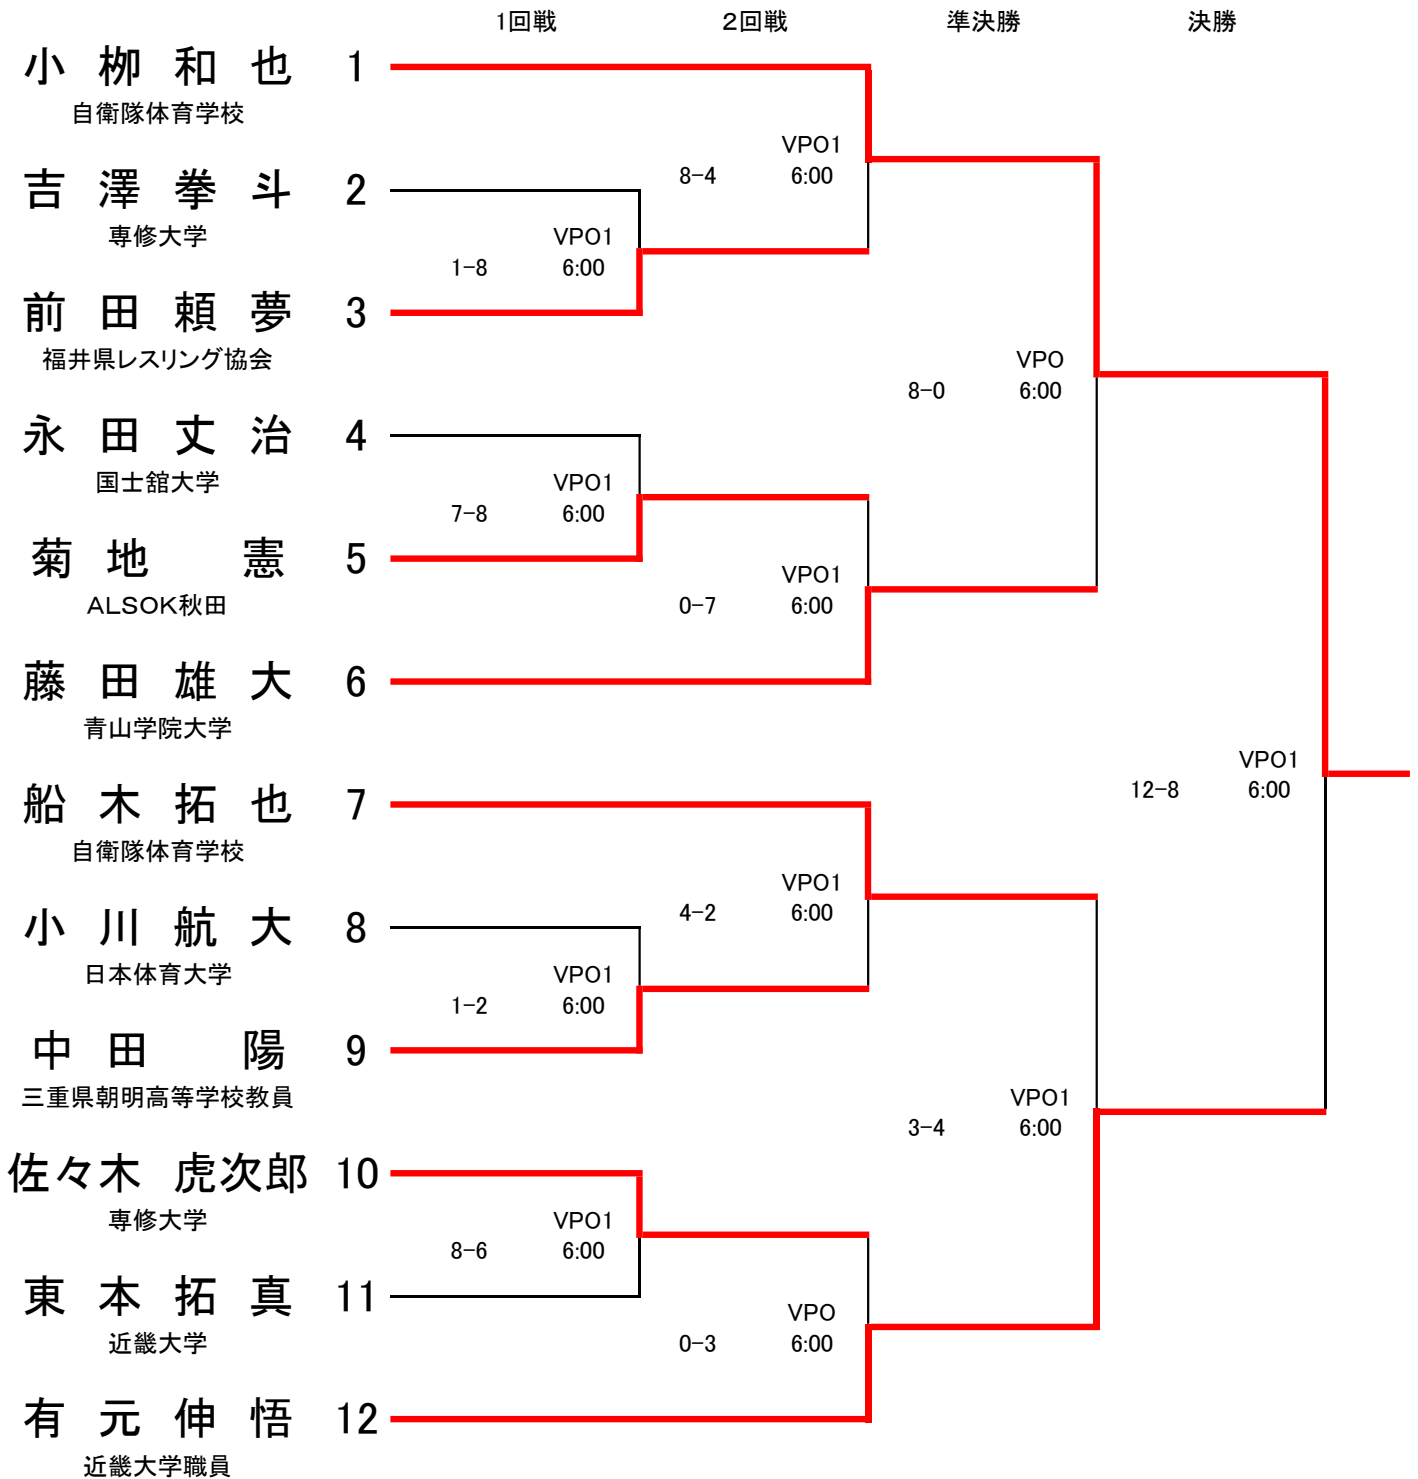 1回戦 2回戦 準決勝 決勝
小 栁 和 也 1
自衛隊体育学校
VPO1
8-4 6:00
吉 澤 拳 斗 2
専修大学
VPO1
1-8 6:00
前 田 頼 夢 3
福井県レスリング協会
VPO
8-0 6:00
永 田 丈 治 4
国士舘大学
VPO1
7-8 6:00
菊 地 憲 5
ALSOK秋田
VPO1
0-7 6:00
藤 田 雄 大 6
青山学院大学
VPO1
12-8 6:00
船 木 拓 也 7
自衛隊体育学校
VPO1
4-2 6:00
小 川 航 大 8
日本体育大学
VPO1
1-2 6:00
中 田 陽 9
三重県朝明高等学校教員
VPO1
3-4 6:00
佐々木 虎次郎 10
専修大学
VPO1
8-6 6:00
東 本 拓 真 11
近畿大学
VPO
0-3 6:00
有 元 伸 悟 12
近畿大学職員